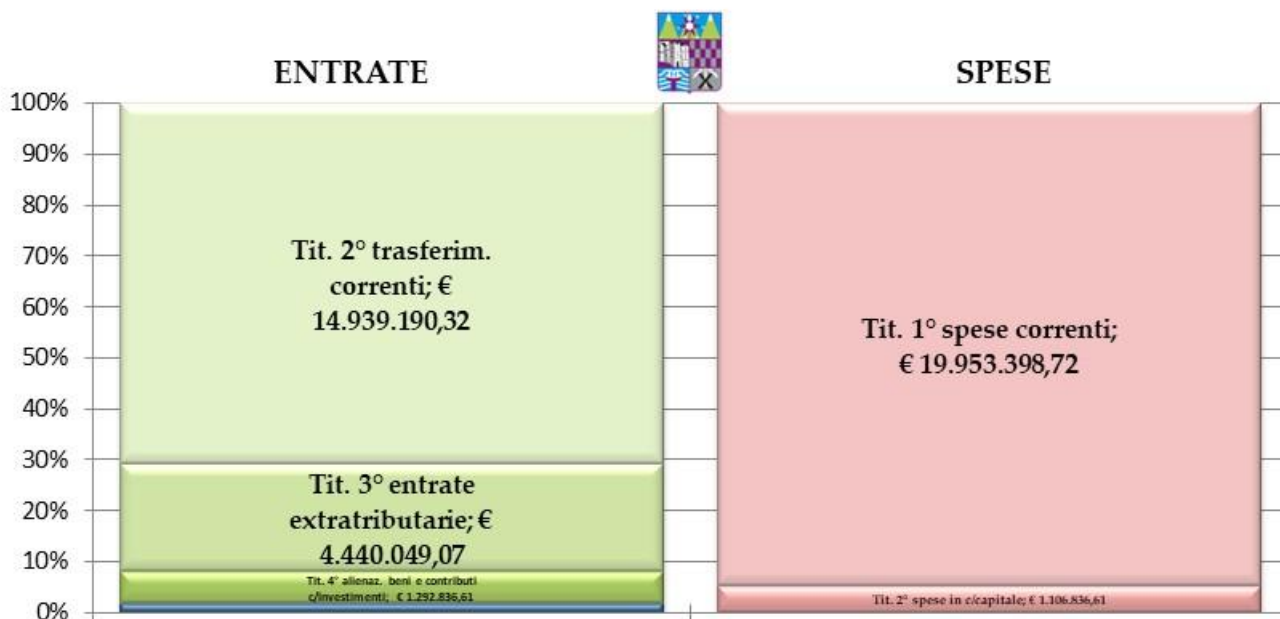 ENTRATE
SPESE
100%
90%
80%
70%
60%
50%
40%
30%
20%
10%
0%
Tit. 2° trasferim.
correnti; €
14.939.190,32
Tit. 3° entrate
extratributarie; €
4.440.049,07
Tit. 4° alienaz. beni e contributi
c/investimenti; € 1.292.836,61
Tit. 1° spese correnti;
€ 19.953.398,72
Tit. 2° spese in c/capitale; € 1.106.836,61